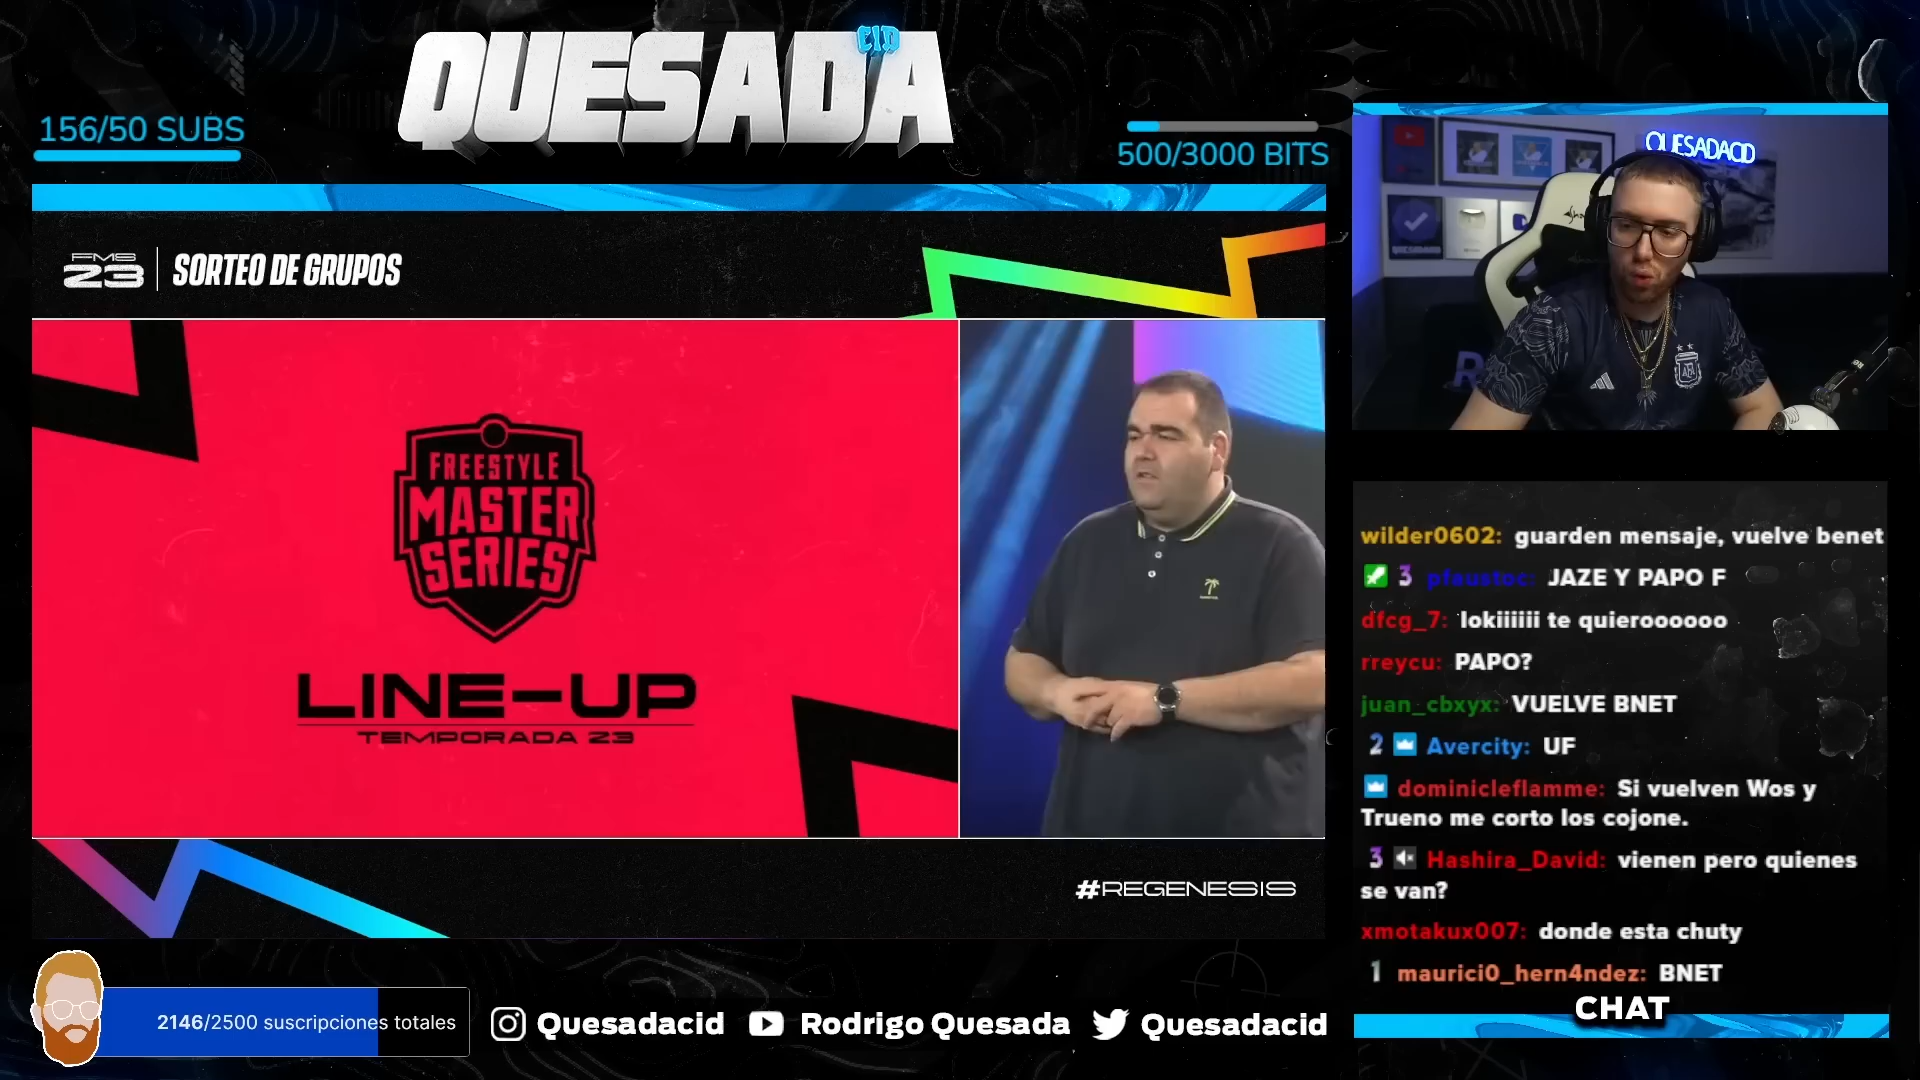 QUESADA
CID
156/50 SUBS
500/3000 BITS
QUESADACID
FMS
23
SORTEO DE GRUPOS
FREESTYLE
MASTER
SERIES
LINE-UP
TEMPORADA 23
AFA
#REGENESIS
wilder0602: guarden mensaje, vuelve benet
3 pfaustoc: JAZE Y PAPO F
dfcg_7: lokiiiiii te quieroooooo
rreycu: PAPO?
juan_cbxyx: VUELVE BNET
2 Avercity: UF
dominicleflamme: Si vuelven Wos y
Trueno me corto los cojone.
3 Hashira_David: vienen pero quienes
se van?
xmotakux007: donde esta chuty
1 maurici0_hern4ndez: BNET
CHAT
2146/2500 suscripciones totales
Quesadacid
Rodrigo Quesada
Quesadacid